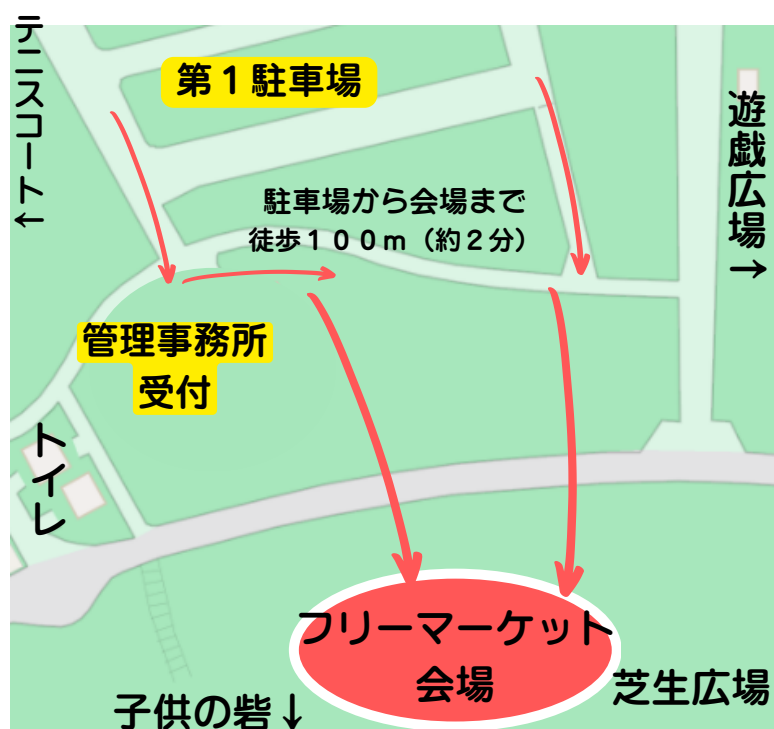 テニスコート←
第１駐車場
遊戯広場→
駐車場から会場まで
徒歩１００ｍ（約２分）
管理事務所
受付
トイレ
フリーマーケット
会場
芝生広場
子供の砦↓